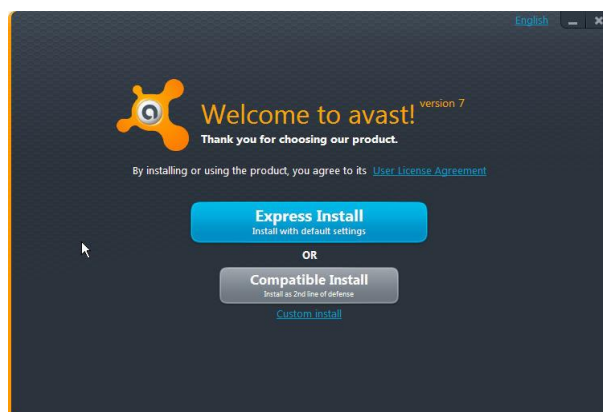 English
Welcome to avast! version 7
Thank you for choosing our product.
By installing or using the product, you agree to its User License Agreement
Express Install
Install with default settings
OR
Compatible Install
Install as 2nd line of defense
Custom install